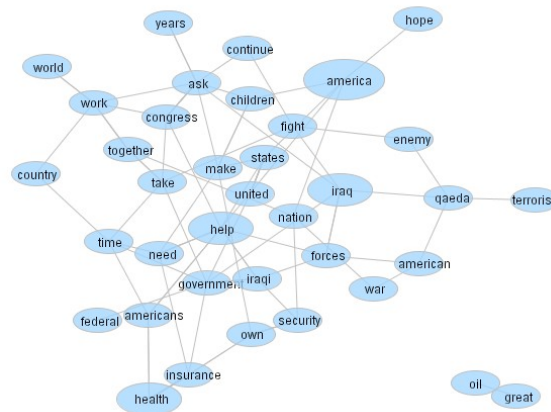 years
hope
continue
world
ask
america
work
children
congress
fight
enemy
together
states
make
country
take
united
iraq
qaeda
terroris
nation
help
time
need
forces
american
government
iraqi
war
federal
americans
security
own
insurance
health
oil
great